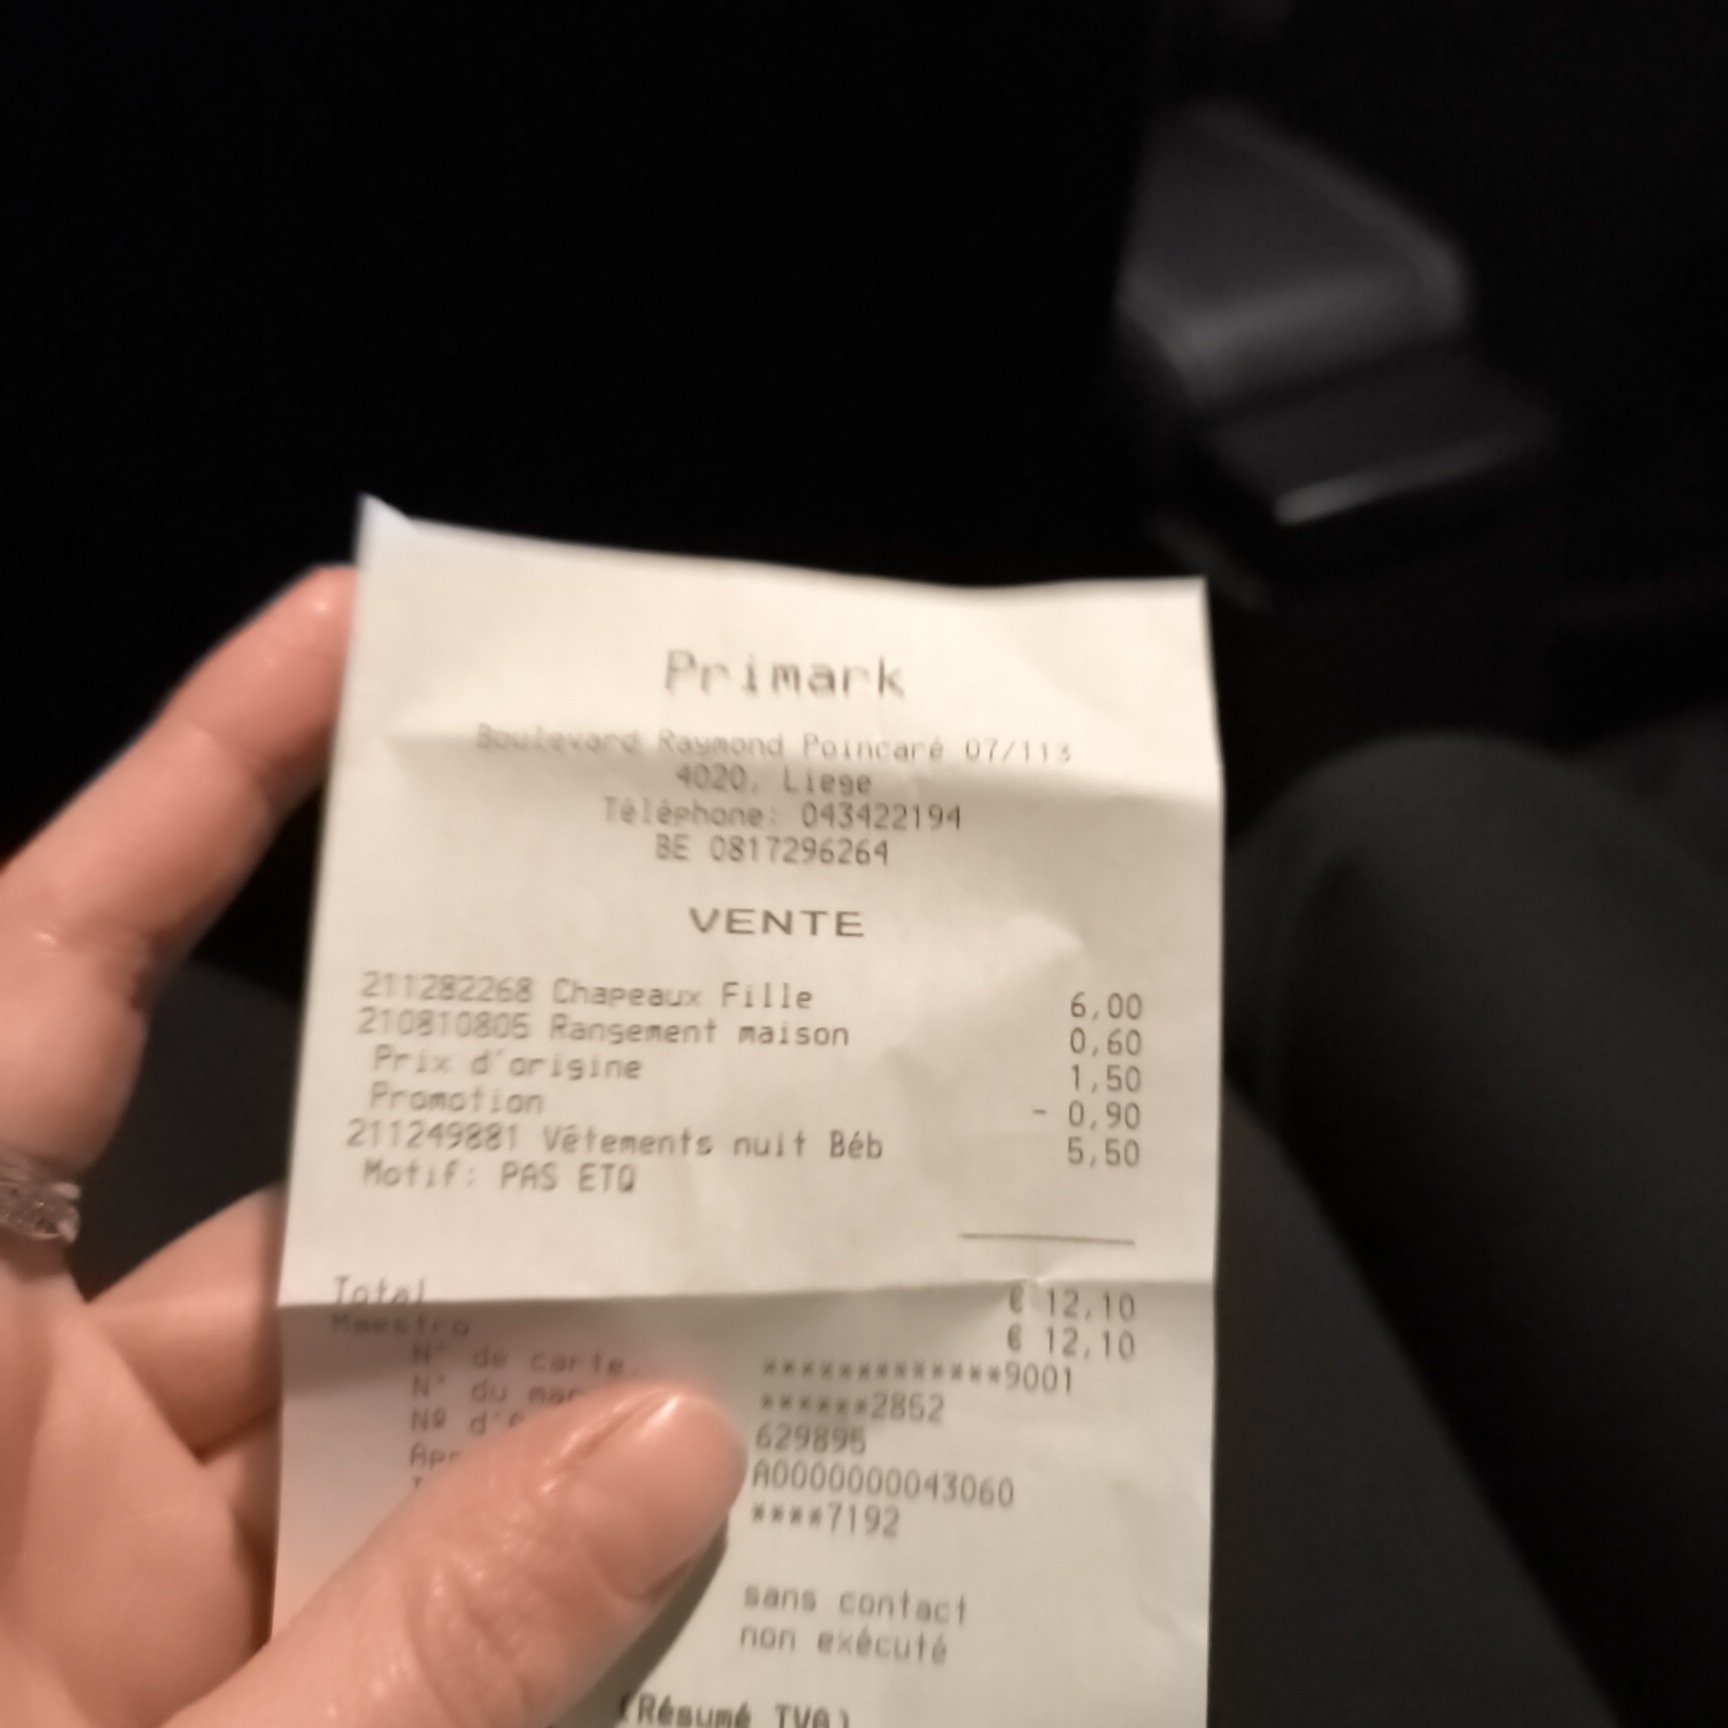 Primark
Boulevard Raymond Poincaré 07/113
4020, Liege
Téléphone: 043422194
BE 0817296264
VENTE
211282268 Chapeaux Fille 6,00
210810805 Rangement maison 0,60
Prix d'origine 1,50
Promotion - 0,90
211249881 Vêtements nuit Béb 5,50
Motif: PAS ETQ
Total € 12,10
Maestro € 12,10
N° de carte. *************9001
N° du ******2852
Nº 629895
A0000000043060
****7192
sans contact
non exécuté
(Résumé TVA)